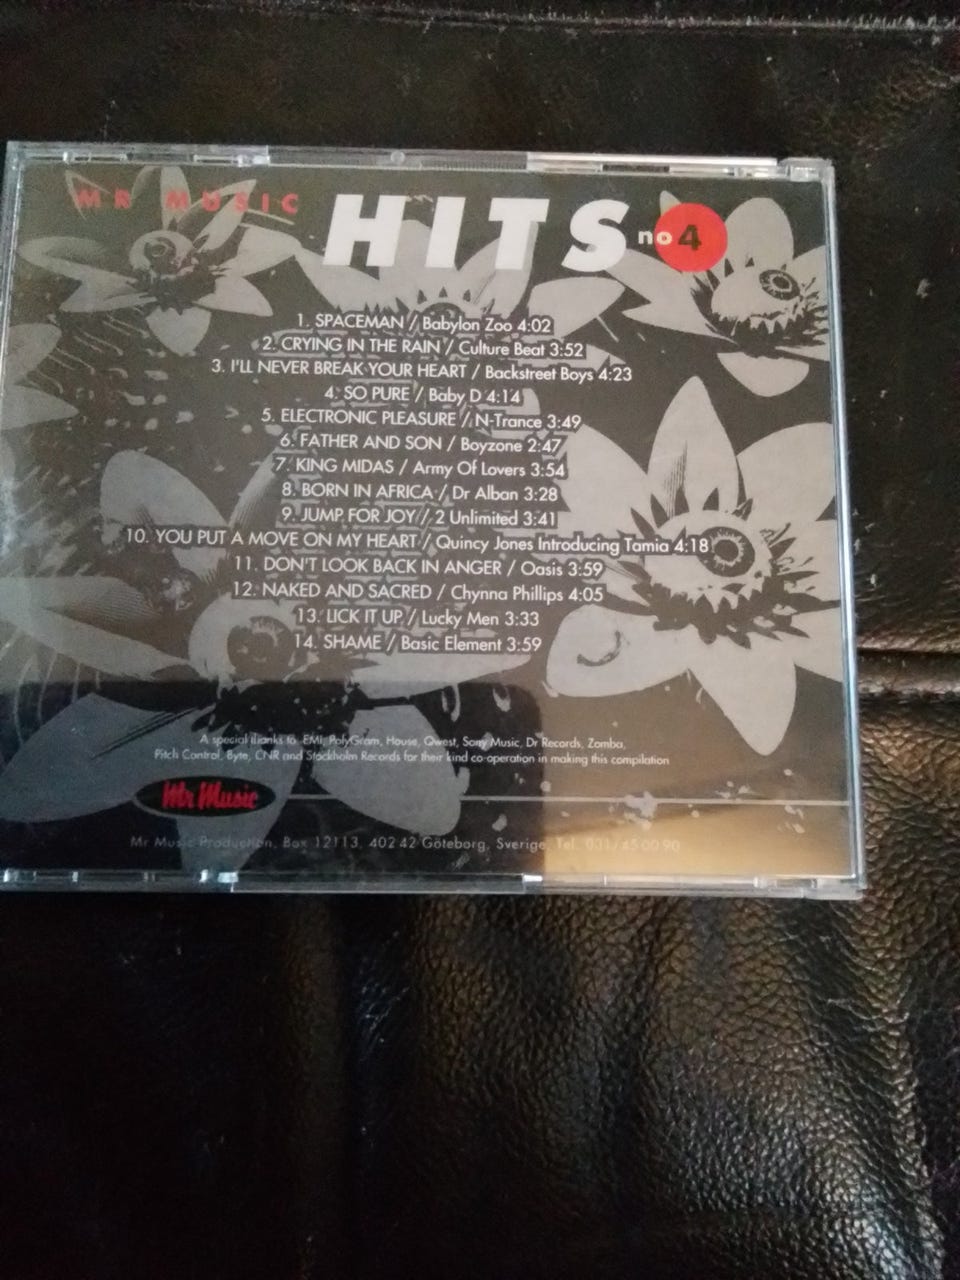 MR MUSIC
HITS no 4
1. SPACEMAN / Babylon Zoo 4:02
2. CRYING IN THE RAIN / Culture Beat 3:52
3. I'LL NEVER BREAK YOUR HEART / Backstreet Boys 4:23
4. SO PURE / Baby D 4:14
5. ELECTRONIC PLEASURE / N-Trance 3:49
6. FATHER AND SON / Boyzone 2:47
7. KING MIDAS / Army Of Lovers 3:54
8. BORN IN AFRICA / Dr Alban 3:28
9. JUMP FOR JOY / 2 Unlimited 3:41
10. YOU PUT A MOVE ON MY HEART / Quincy Jones Introducing Tamia 4:18
11. DON'T LOOK BACK IN ANGER / Oasis 3:59
12. NAKED AND SACRED / Chynna Phillips 4:05
13. LICK IT UP / Lucky Men 3:33
14. SHAME / Basic Element 3:59
A special thanks to EMI, PolyGram, House, Qwest, Sony Music, Dr Records, Zomba,
Pitch Control, Byte, CNR and Stockholm Records for their kind co-operation in making this compilation
Mr Music
Mr Music Production, Box 12113, 402 42 Göteborg, Sverige, Tel. 031/45 00 90